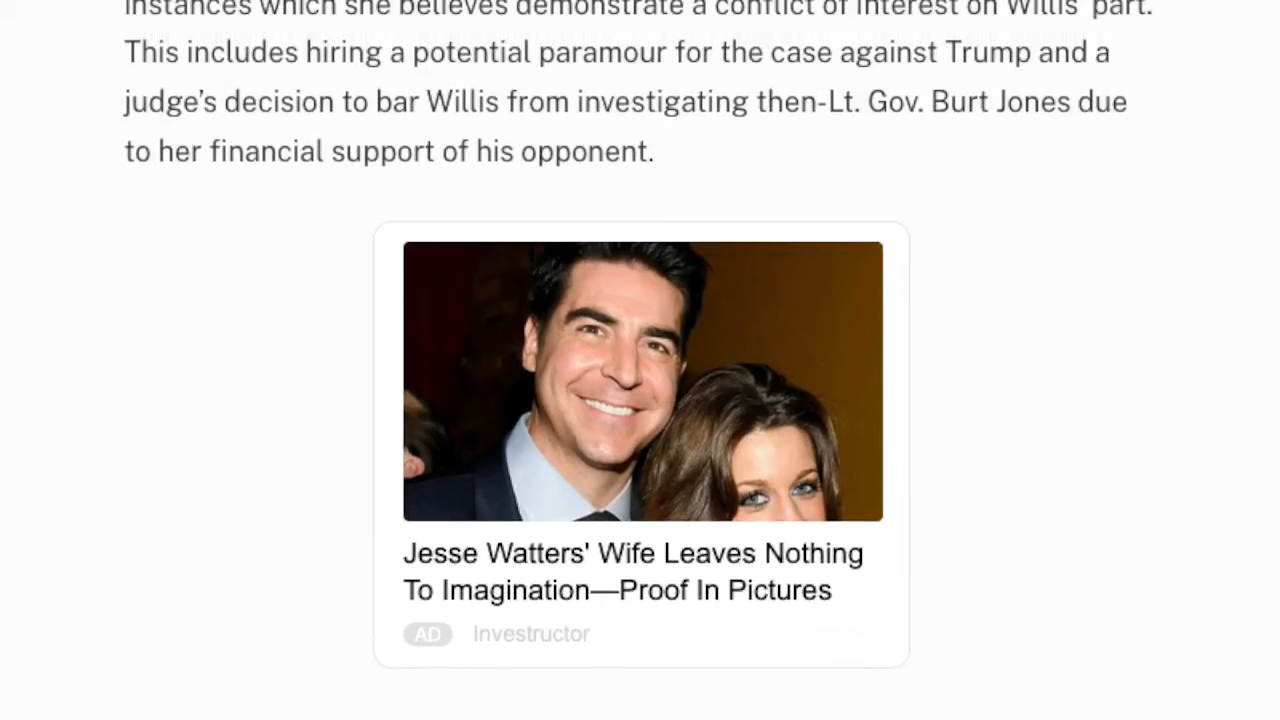 instances which she believes demonstrate a conflict of interest on Willis' part.
This includes hiring a potential paramour for the case against Trump and a
judge’s decision to bar Willis from investigating then-Lt. Gov. Burt Jones due
to her financial support of his opponent.
Jesse Watters' Wife Leaves Nothing
To Imagination—Proof In Pictures
AD Investructor